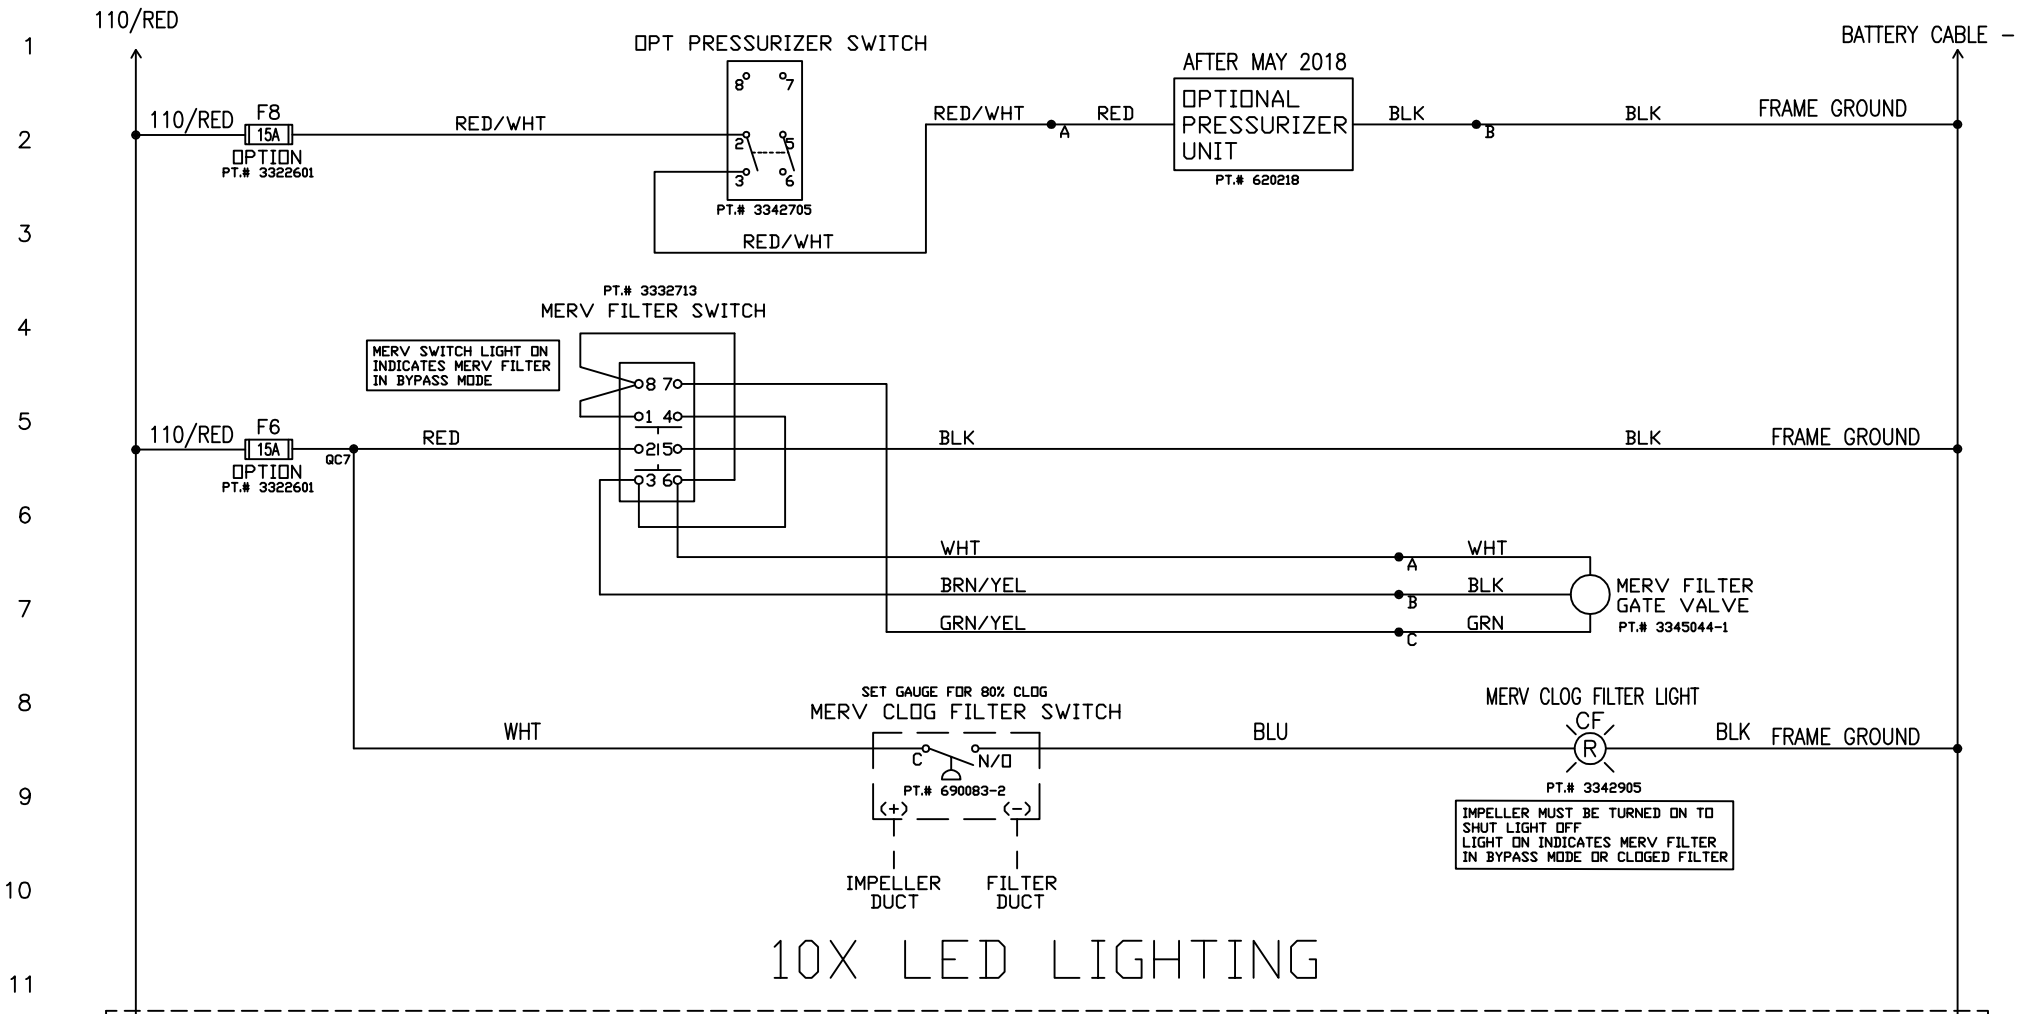 110/RED
BATTERY CABLE -
1
OPT PRESSURIZER SWITCH
AFTER MAY 2018
8 7
OPTIONAL
PRESSURIZER
UNIT
110/RED
F8
15A
OPTION
PT.# 3322601
RED/WHT
2 5
3 6
PT.# 3342705
RED/WHT
A
RED
PT.# 620218
BLK
B
BLK
FRAME GROUND
2
3
RED/WHT
PT.# 3332713
MERV FILTER SWITCH
4
MERV SWITCH LIGHT ON
INDICATES MERV FILTER
IN BYPASS MODE
8 7
1 4
2 5
3 6
5
110/RED
F6
15A
OPTION
PT.# 3322601
QC7
RED
BLK
BLK
FRAME GROUND
6
WHT
A
WHT
BRN/YEL
B
BLK
GRN/YEL
C
GRN
MERV FILTER
GATE VALVE
PT.# 3345044-1
7
8
SET GAUGE FOR 80% CLOG
MERV CLOG FILTER SWITCH
MERV CLOG FILTER LIGHT
CF
R
WHT
C
N/O
BLU
BLK
FRAME GROUND
PT.# 690083-2
(+)
(-)
PT.# 3342905
9
IMPELLER MUST BE TURNED ON TO
SHUT LIGHT OFF
LIGHT ON INDICATES MERV FILTER
IN BYPASS MODE OR CLOGED FILTER
10
IMPELLER
DUCT
FILTER
DUCT
10X LED LIGHTING
11